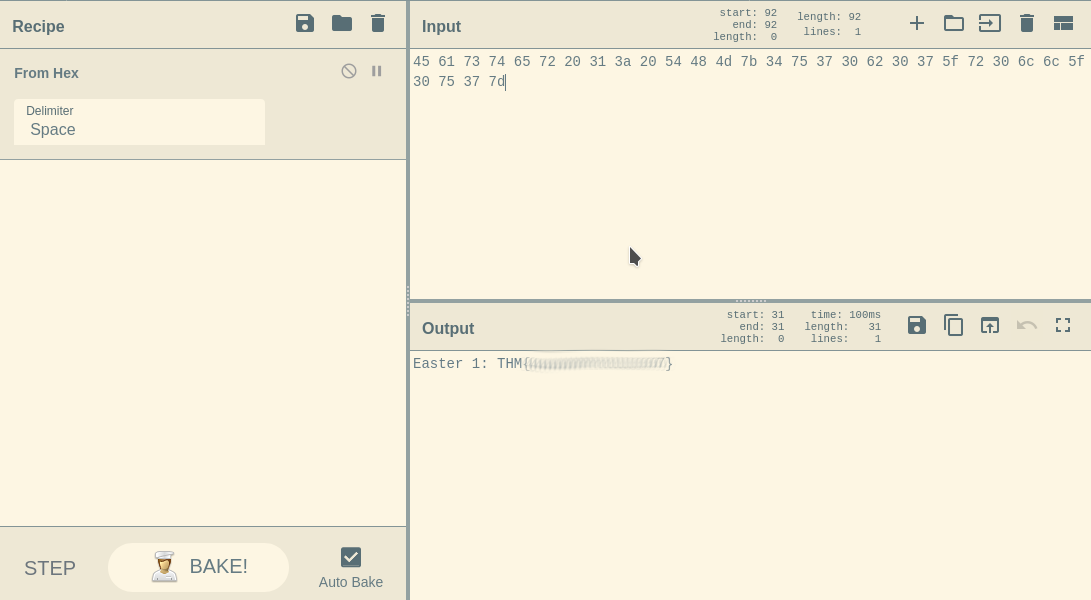 Recipe
From Hex
Delimiter
Space
STEP
BAKE!
Auto Bake
Input
start: 92
end: 92
length: 0
length: 92
lines: 1
45 61 73 74 65 72 20 31 3a 20 54 48 4d 7b 34 75 37 30 62 30 37 5f 72 30 6c 6c 5f
30 75 37 7d
Output
start: 31
end: 31
length: 0
time: 100ms
length: 31
lines: 1
Easter 1: THM{ }